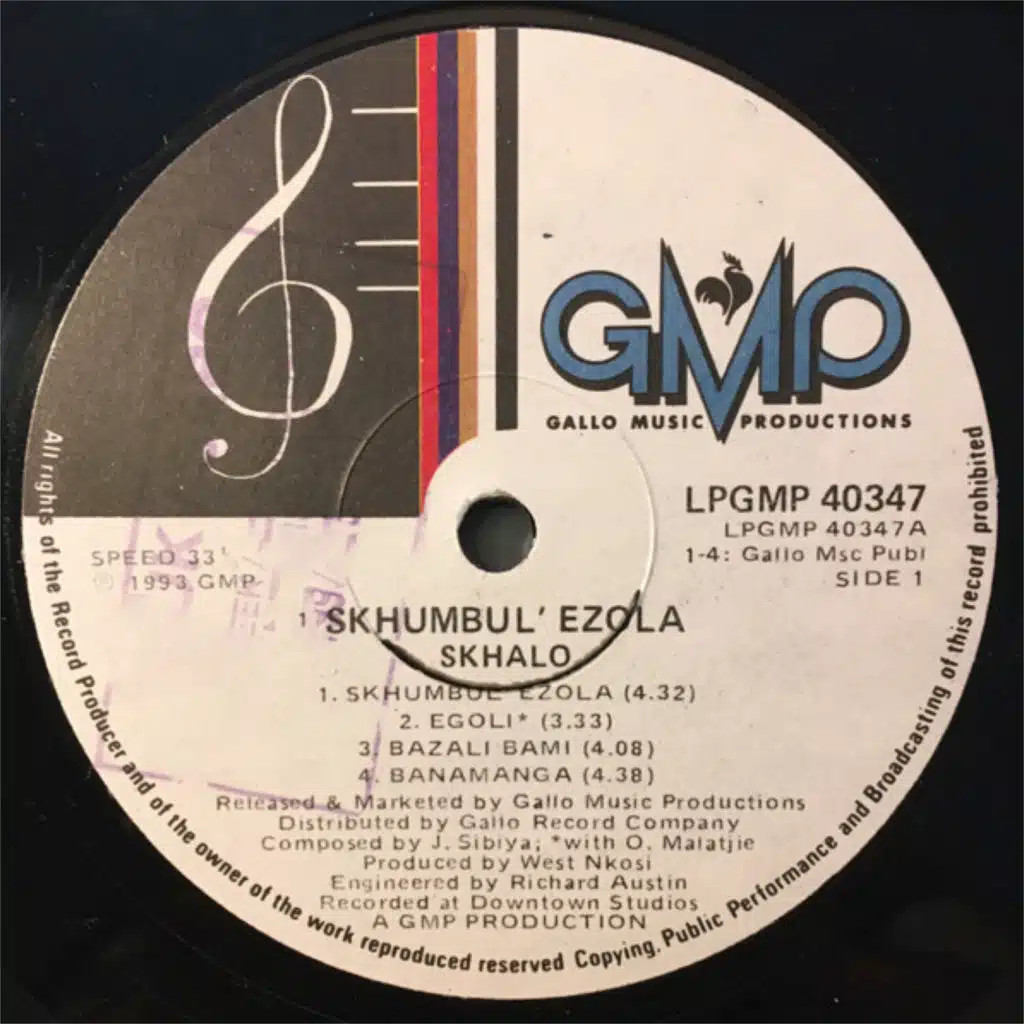 GMP
GALLO MUSIC PRODUCTIONS
LPGMP 40347
LPGMP 40347A
1-4: Gallo Msc Publ
SIDE 1
SPEED 33
℗ 1993 GMP
SKHUMBUL' EZOLA
SKHALO
1. SKHUMBUL' EZOLA (4.32)
2. EGOLI* (3.33)
3. BAZALI BAMI (4.08)
4. BANAMANGA (4.38)
Released & Marketed by Gallo Music Productions
Distributed by Gallo Record Company
Composed by J. Sibiya; *with O. Malatjie
Produced by West Nkosi
Engineered by Richard Austin
Recorded at Downtown Studios
A GMP PRODUCTION
All rights of the Record Producer and of the owner of the work reproduced reserved Copying, Public Performance and Broadcasting of this record prohibited